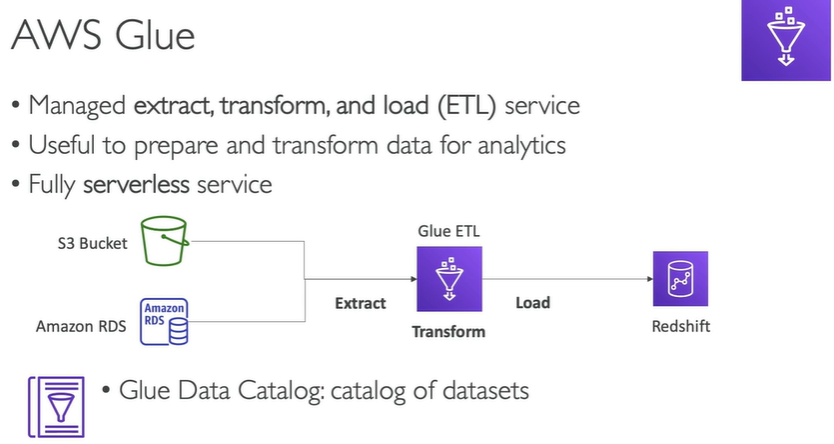 AWS Glue
• Managed extract, transform, and load (ETL) service
• Useful to prepare and transform data for analytics
• Fully serverless service
S3 Bucket
Glue ETL
Amazon RDS
Amazon
RDS
Extract
Transform
Load
Redshift
• Glue Data Catalog: catalog of datasets